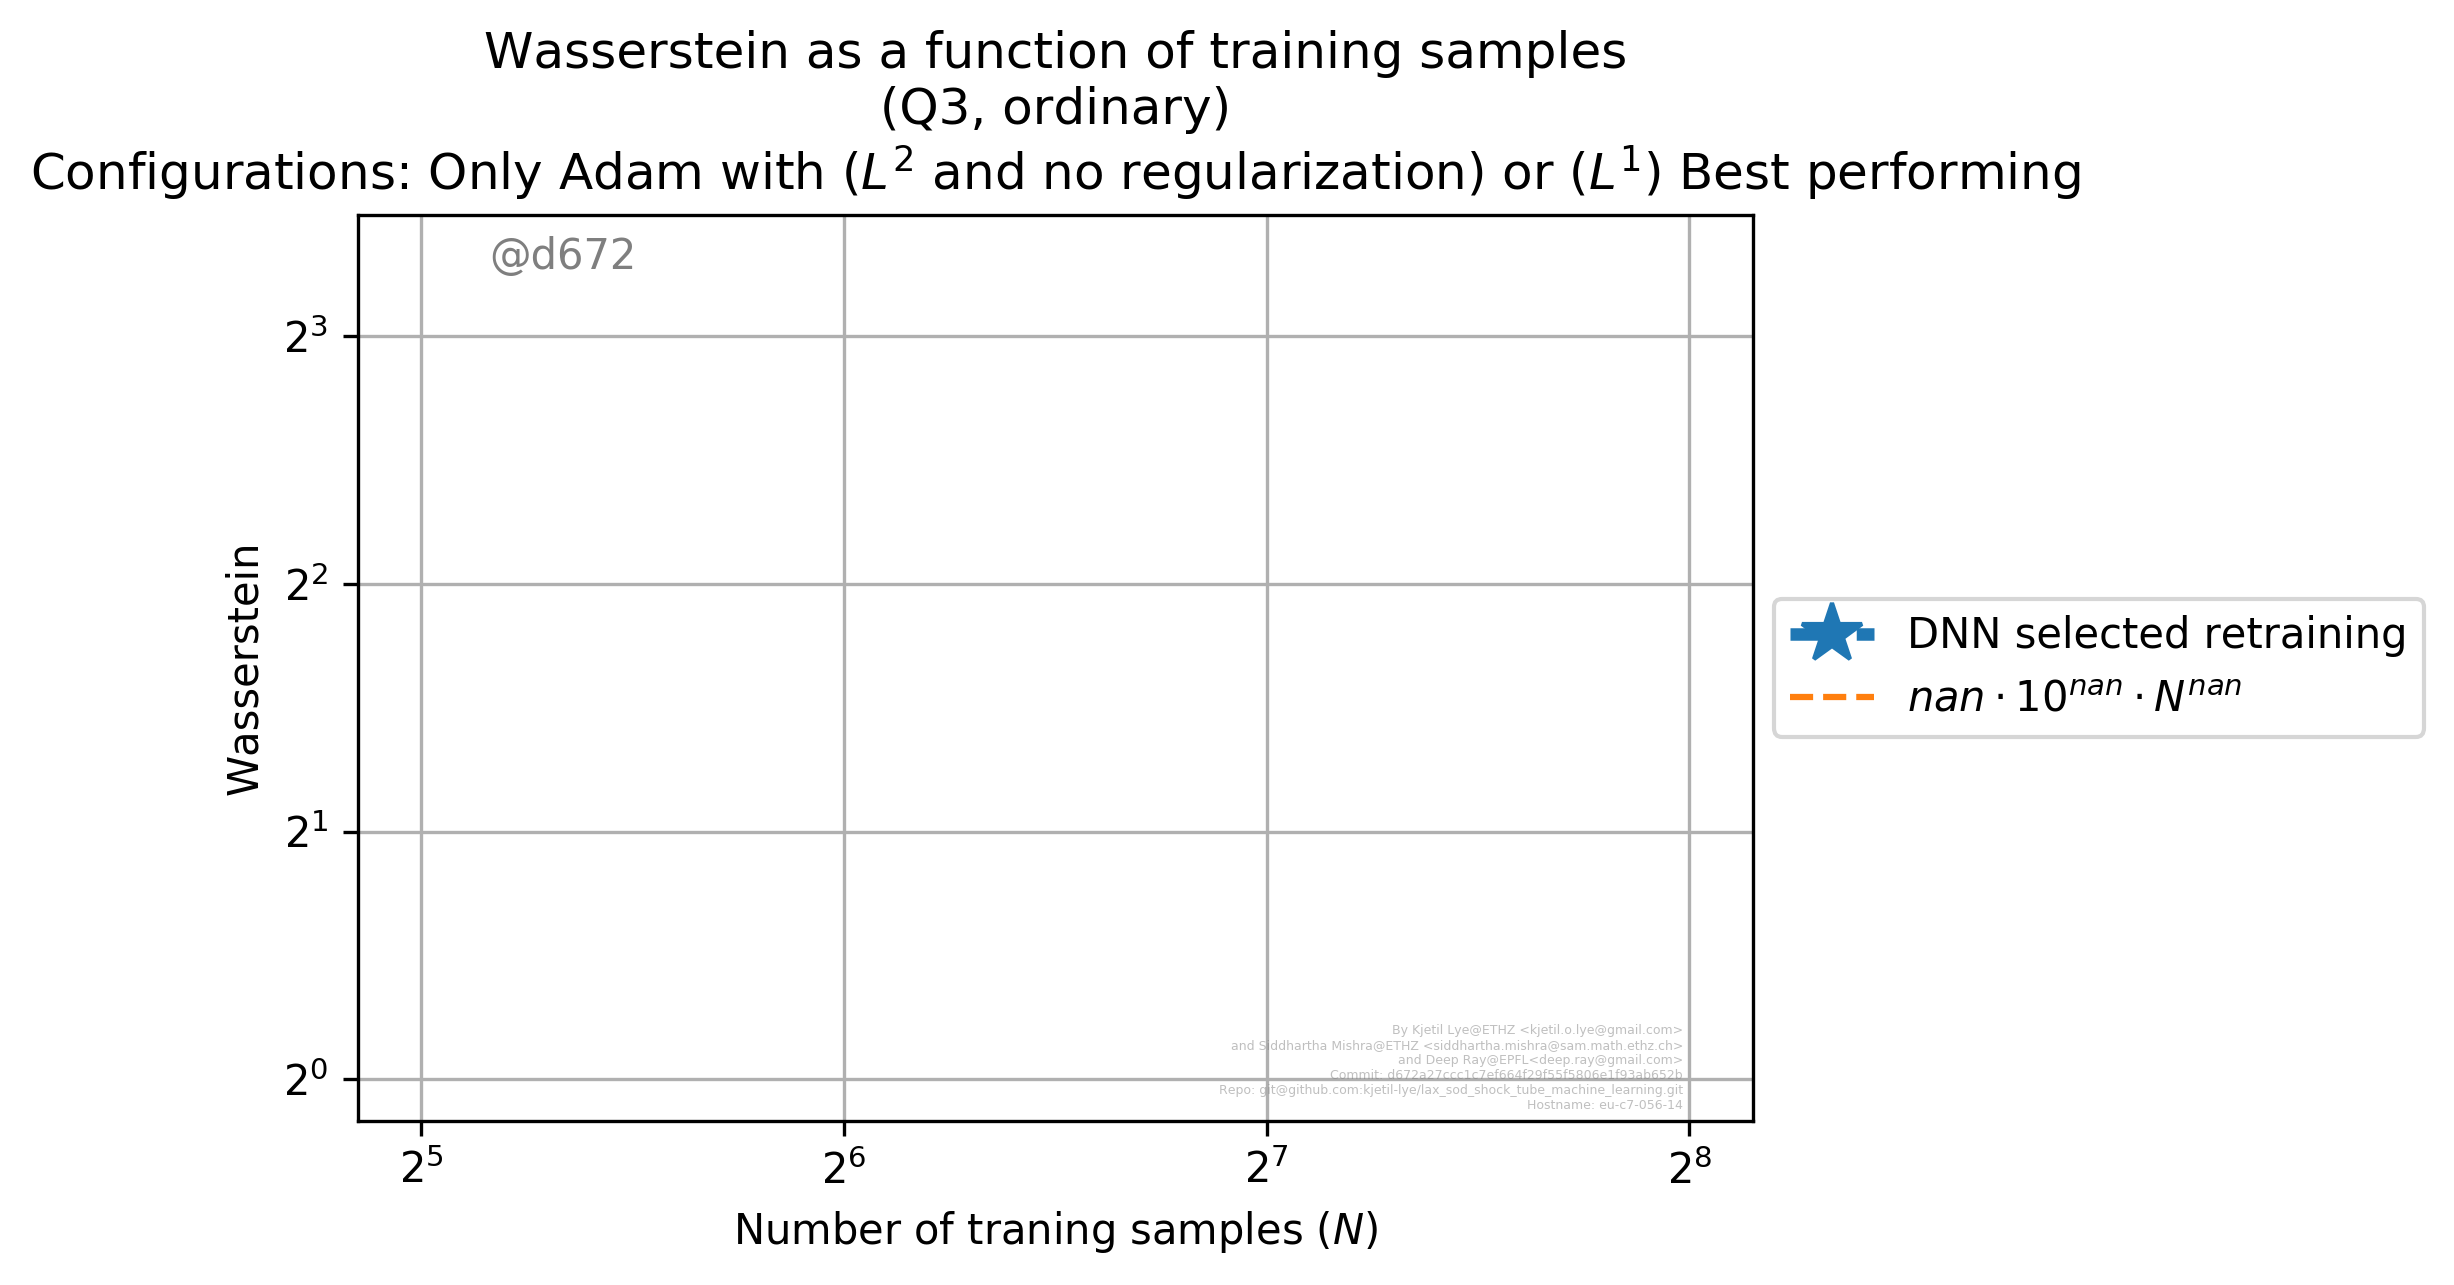 Wasserstein as a function of training samples
(Q3, ordinary)
Configurations: Only Adam with (L² and no regularization) or (L¹) Best performing
@d672
2³
2²
2¹
2⁰
Wasserstein
DNN selected retraining
nan · 10ⁿᵃⁿ · Nⁿᵃⁿ
By Kjetil Lye@ETHZ <kjetil.o.lye@gmail.com>
and Siddhartha Mishra@ETHZ <siddhartha.mishra@sam.math.ethz.ch>
and Deep Ray@EPFL<deep.ray@gmail.com>
Commit: d672a27ccc1c7ef664f29f55f5806e1f93ab652b
Repo: git@github.com:kjetil-lye/lax_sod_shock_tube_machine_learning.git
Hostname: eu-c7-056-14
2⁵ 2⁶ 2⁷ 2⁸
Number of traning samples (N)